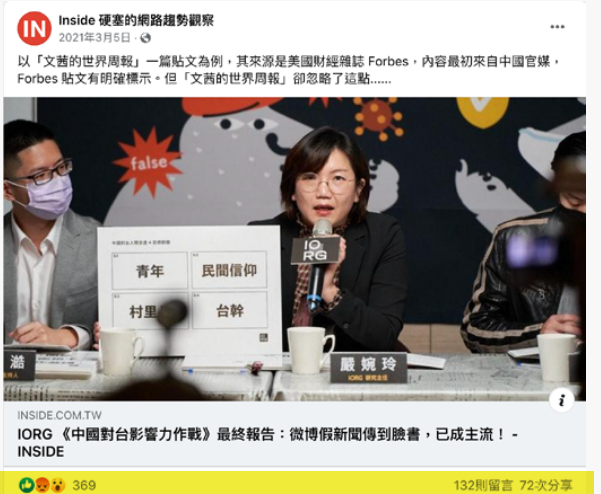 IN
Inside 硬塞的網路趨勢觀察
2021年3月5日 ·
以「文茜的世界周報」一篇貼文為例,其來源是美國財經雜誌 Forbes,內容最初來自中國官媒,
Forbes 貼文有明確標示。但「文茜的世界周報」卻忽略了這點......
false
IORG
青年
民間信仰
村里
台幹
澔
嚴婉玲
IORG 研究主任
INSIDE.COM.TW
IORG 《中國對台影響力作戰》最終報告:微博假新聞傳到臉書,已成主流! -
INSIDE
369
132則留言 72次分享